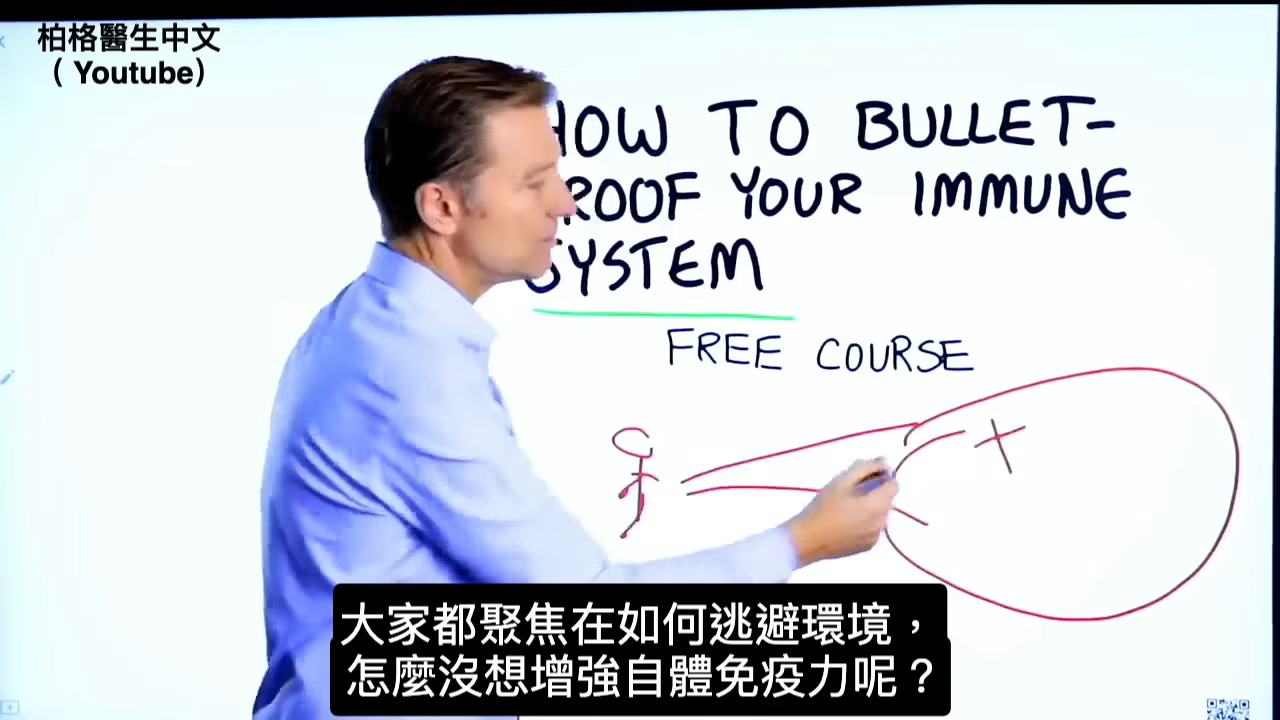 柏格醫生中文
（ Youtube）
HOW TO BULLET-
PROOF YOUR IMMUNE
SYSTEM
FREE COURSE
大家都聚焦在如何逃避環境，
怎麼沒想增強自體免疫力呢？